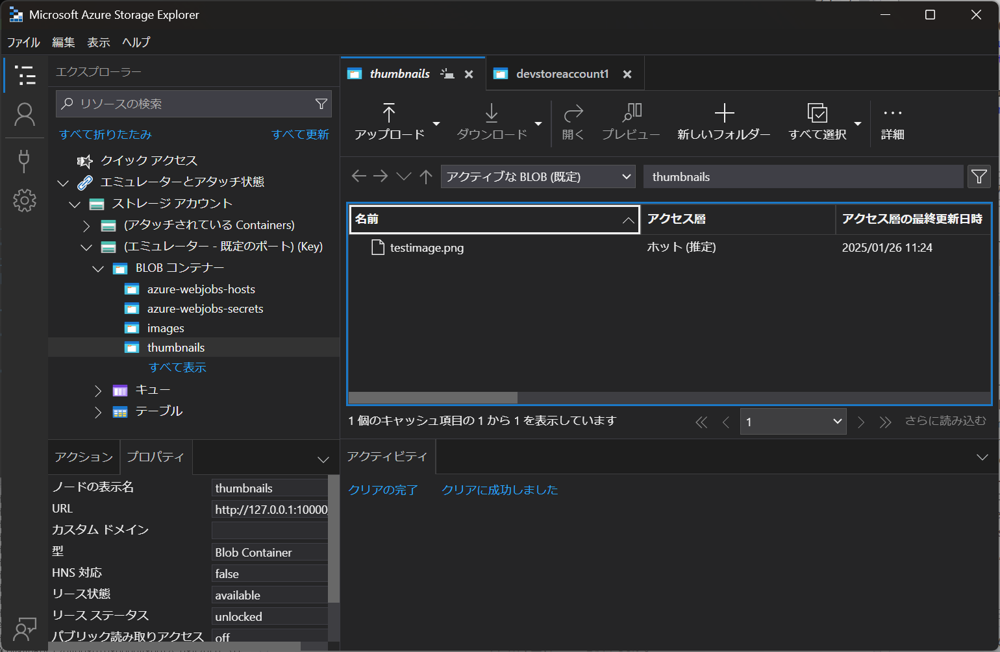 Microsoft Azure Storage Explorer
ファイル 編集 表示 ヘルプ
エクスプローラー
リソースの検索
すべて折りたたみ すべて更新
クイック アクセス
エミュレーターとアタッチ状態
ストレージ アカウント
(アタッチされている Containers)
(エミュレーター - 既定のポート) (Key)
BLOB コンテナー
azure-webjobs-hosts
azure-webjobs-secrets
images
thumbnails
すべて表示
キュー
テーブル
アクション プロパティ
ノードの表示名 thumbnails
URL http://127.0.0.1:10000
カスタム ドメイン
型 Blob Container
HNS 対応 false
リース状態 available
リース ステータス unlocked
パブリック読み取りアクセス off
thumbnails devstoreaccount1
アップロード ダウンロード 開く プレビュー 新しいフォルダー すべて選択 詳細
アクティブな BLOB (既定) thumbnails
名前 アクセス層 アクセス層の最終更新日時
testimage.png ホット (推定) 2025/01/26 11:24
1 個のキャッシュ項目の 1 から 1 を表示しています 1 さらに読み込む
アクティビティ
クリアの完了 クリアに成功しました